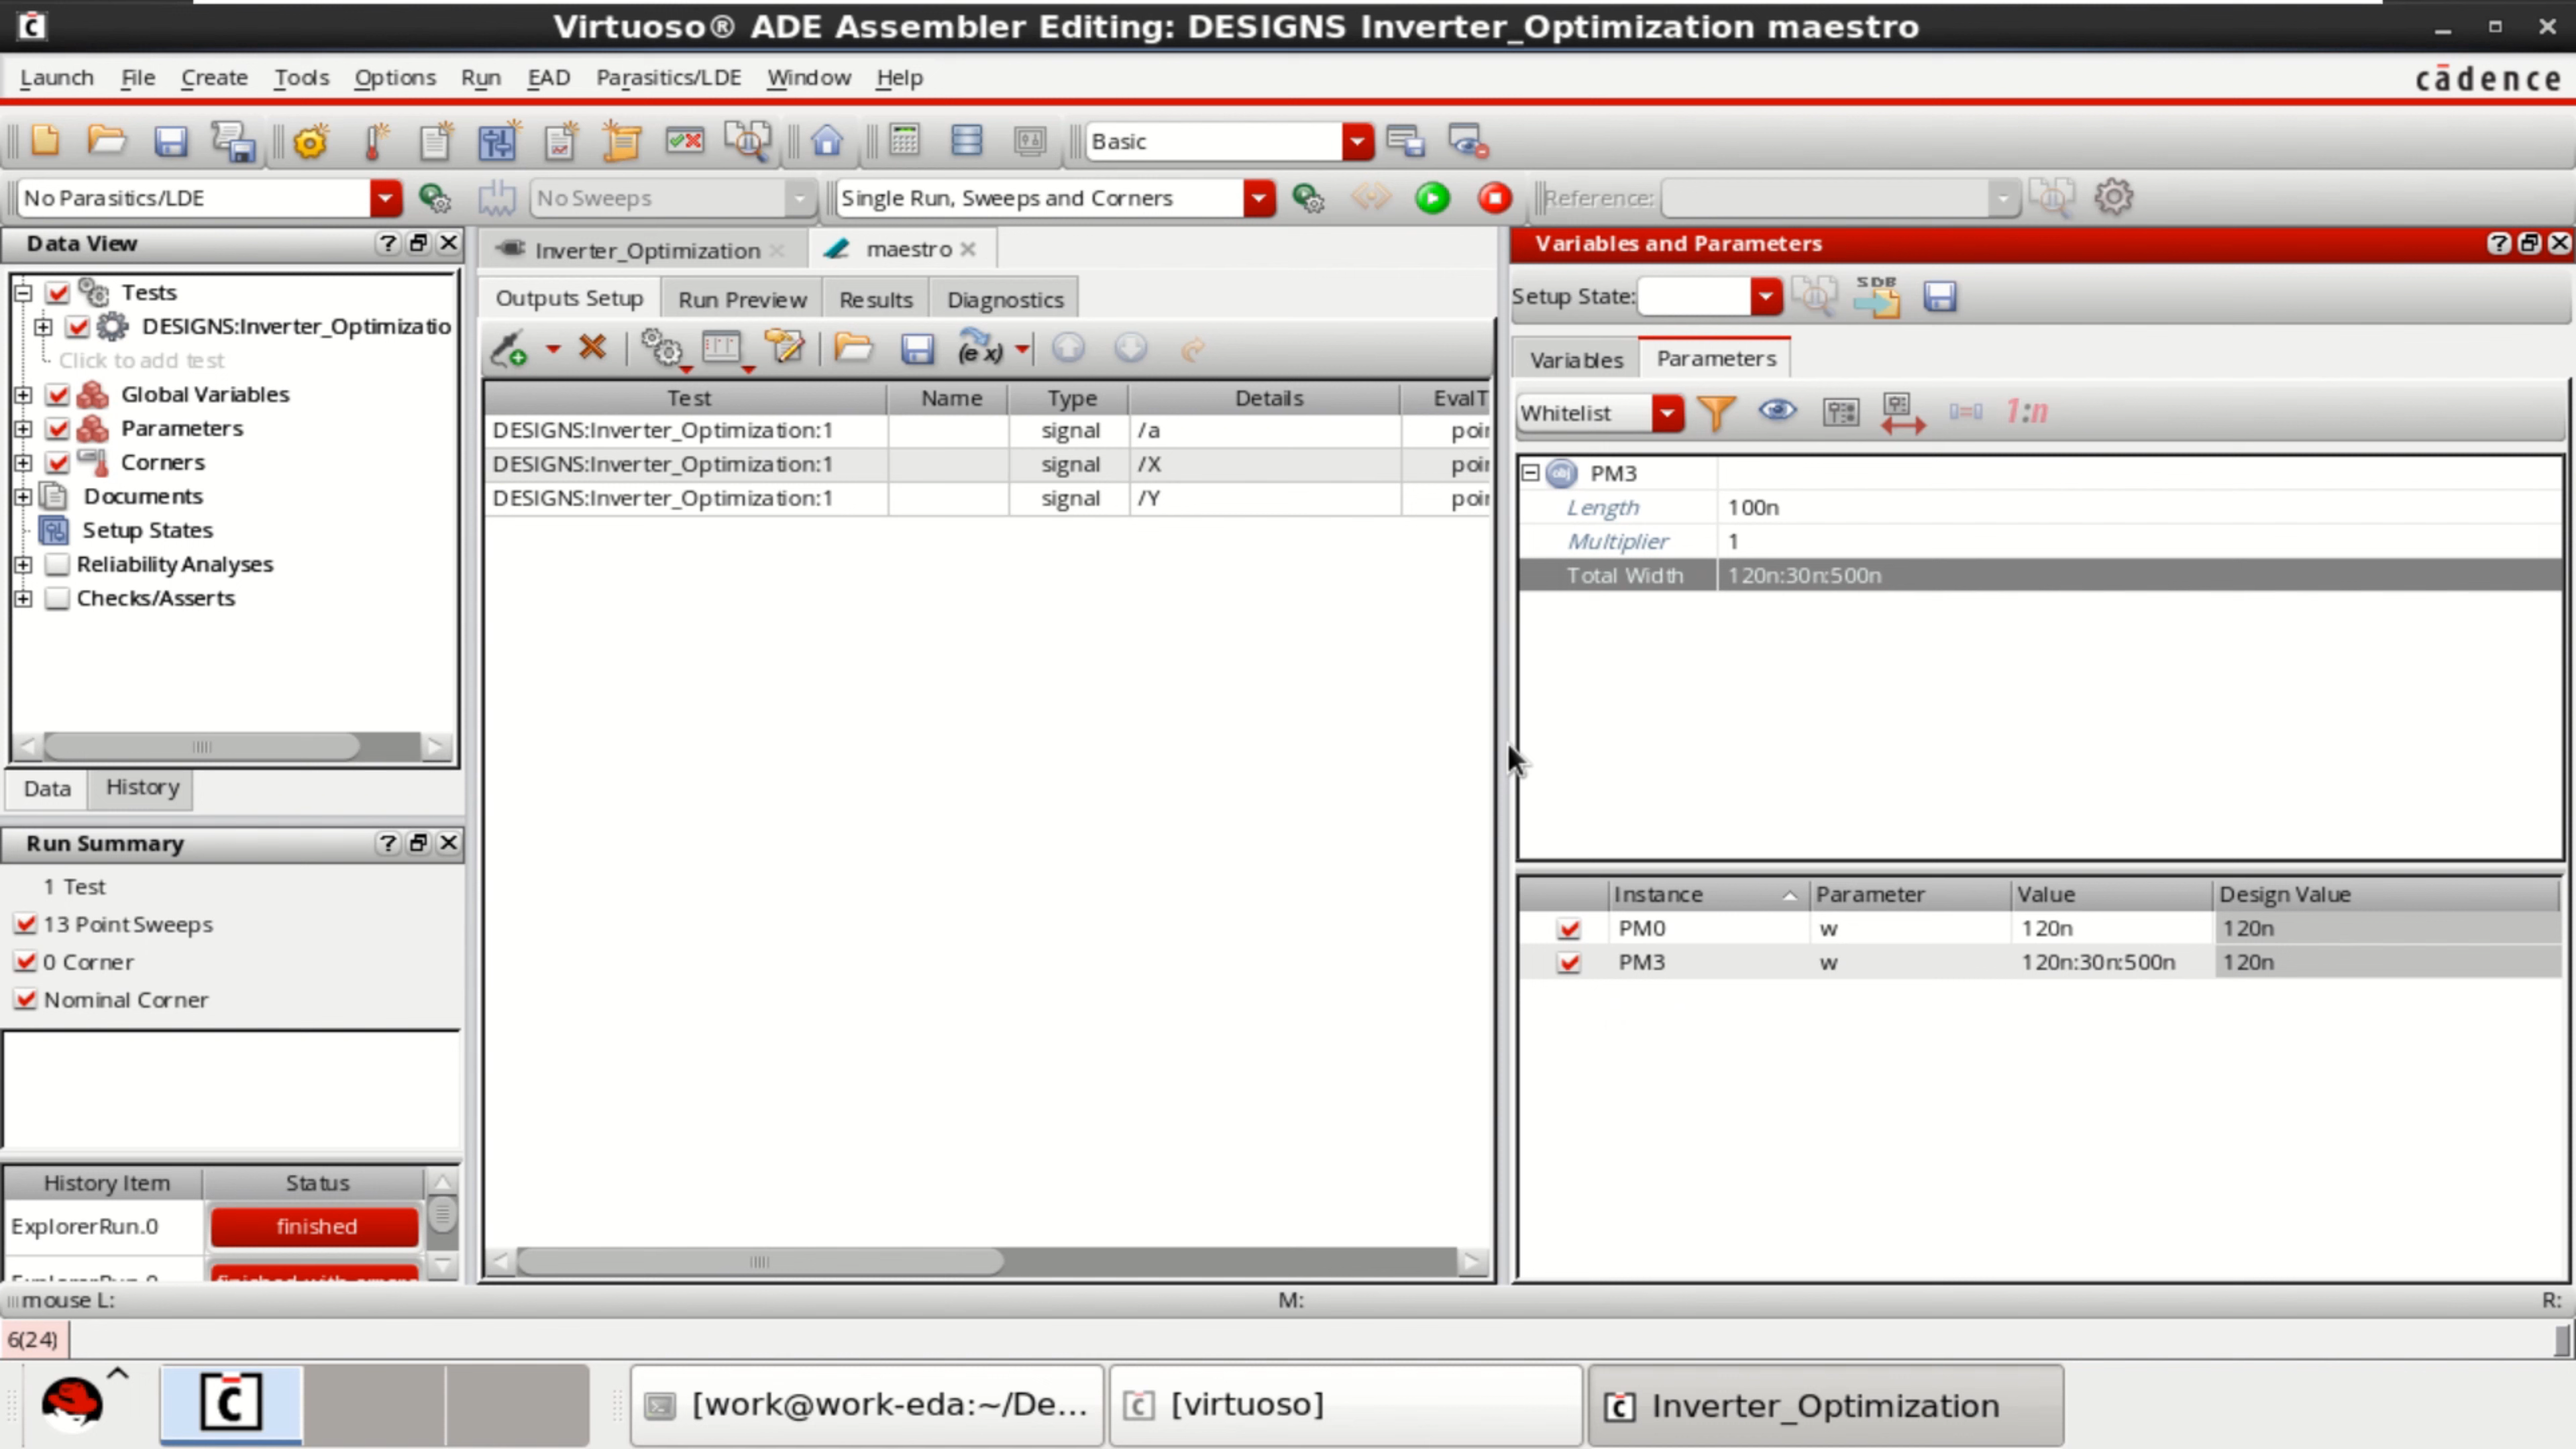 Virtuoso® ADE Assembler Editing: DESIGNS Inverter_Optimization maestro
Launch File Create Tools Options Run EAD Parasitics/LDE Window Help
cādence
Basic
No Parasitics/LDE No Sweeps Single Run, Sweeps and Corners Reference:
Data View
Tests
DESIGNS:Inverter_Optimizatio
Click to add test
Global Variables
Parameters
Corners
Documents
Setup States
Reliability Analyses
Checks/Asserts
Data History
Run Summary
1 Test
13 Point Sweeps
0 Corner
Nominal Corner
History Item Status
ExplorerRun.0 finished
Inverter_Optimization maestro
Outputs Setup Run Preview Results Diagnostics
(e x)
Test Name Type Details EvalT
DESIGNS:Inverter_Optimization:1 signal /a poi
DESIGNS:Inverter_Optimization:1 signal /X poi
DESIGNS:Inverter_Optimization:1 signal /Y poi
Variables and Parameters
Setup State: SDB
Variables Parameters
Whitelist 1:n
obj PM3
Length 100n
Multiplier 1
Total Width 120n:30n:500n
Instance Parameter Value Design Value
PM0 w 120n 120n
PM3 w 120n:30n:500n 120n
mouse L: M: R:
6(24)
[work@work-eda:~/De... [virtuoso] Inverter_Optimization